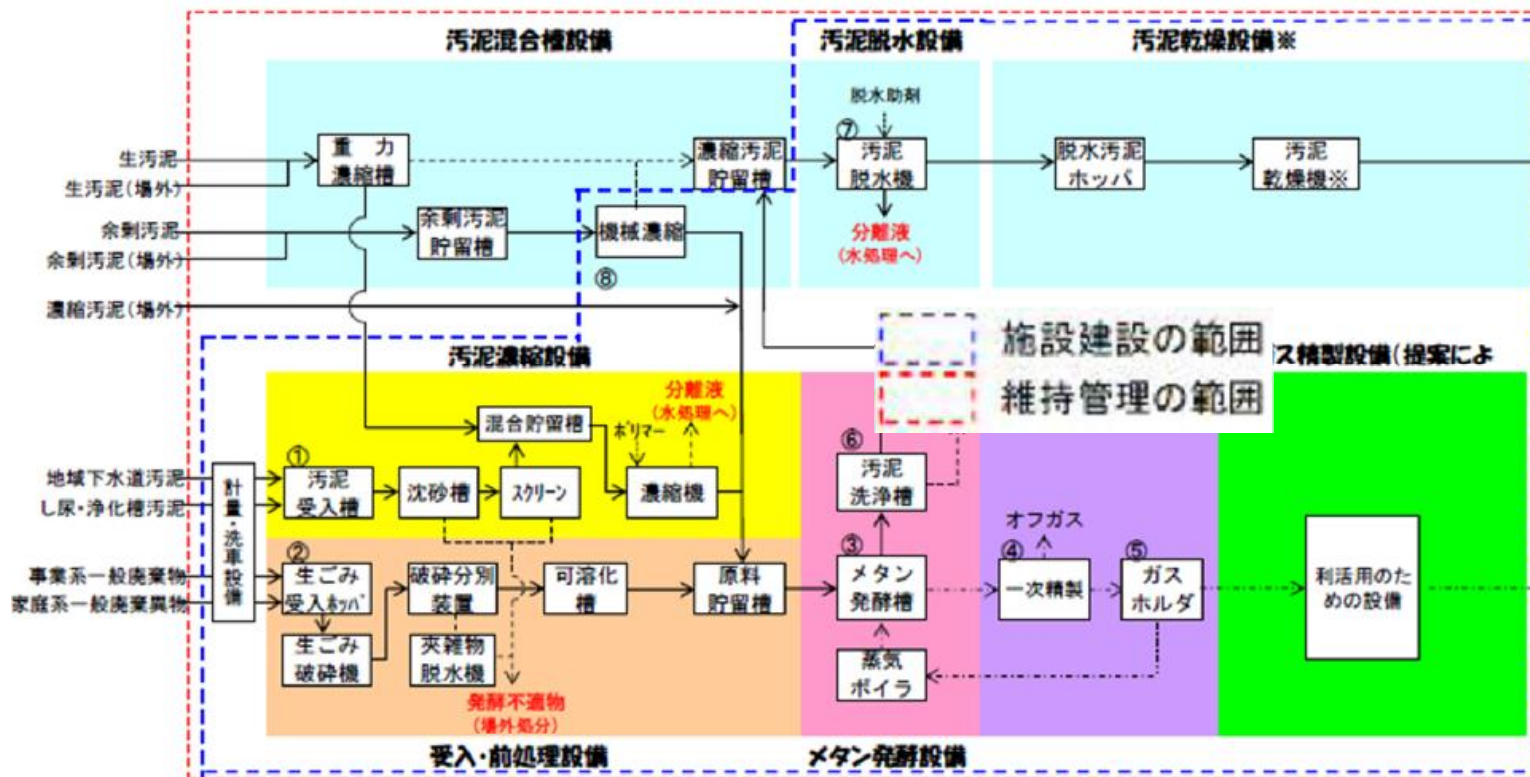 汚泥混合槽設備
汚泥脱水設備
汚泥乾燥設備※
脱水助剤
⑦
生汚泥
生汚泥(場外)
重力
濃縮槽
濃縮汚泥
貯留槽
汚泥
脱水機
脱水汚泥
ホッパ
汚泥
乾燥機※
余剰汚泥
余剰汚泥(場外)
余剰汚泥
貯留槽
機械濃縮
⑧
分離液
(水処理へ)
濃縮汚泥(場外)
施設建設の範囲
維持管理の範囲
汚泥濃縮設備
ス精製設備(提案によ
分離液
(水処理へ)
混合貯留槽
ポリマー
⑥
①
地域下水道汚泥
し尿・浄化槽汚泥
計量・洗車設備
汚泥
受入槽
沈砂槽
スクリーン
濃縮機
汚泥
洗浄槽
オフガス
②
③
④
⑤
事業系一般廃棄物
家庭系一般廃棄異物
生ごみ
受入ホッパ
破砕分別
装置
可溶化
槽
原料
貯留槽
メタン
発酵槽
一次精製
ガス
ホルダ
利活用のた
めの設備
生ごみ
破砕機
夾雑物
脱水機
蒸気
ボイラ
発酵不適物
(場外処分)
受入・前処理設備
メタン発酵設備